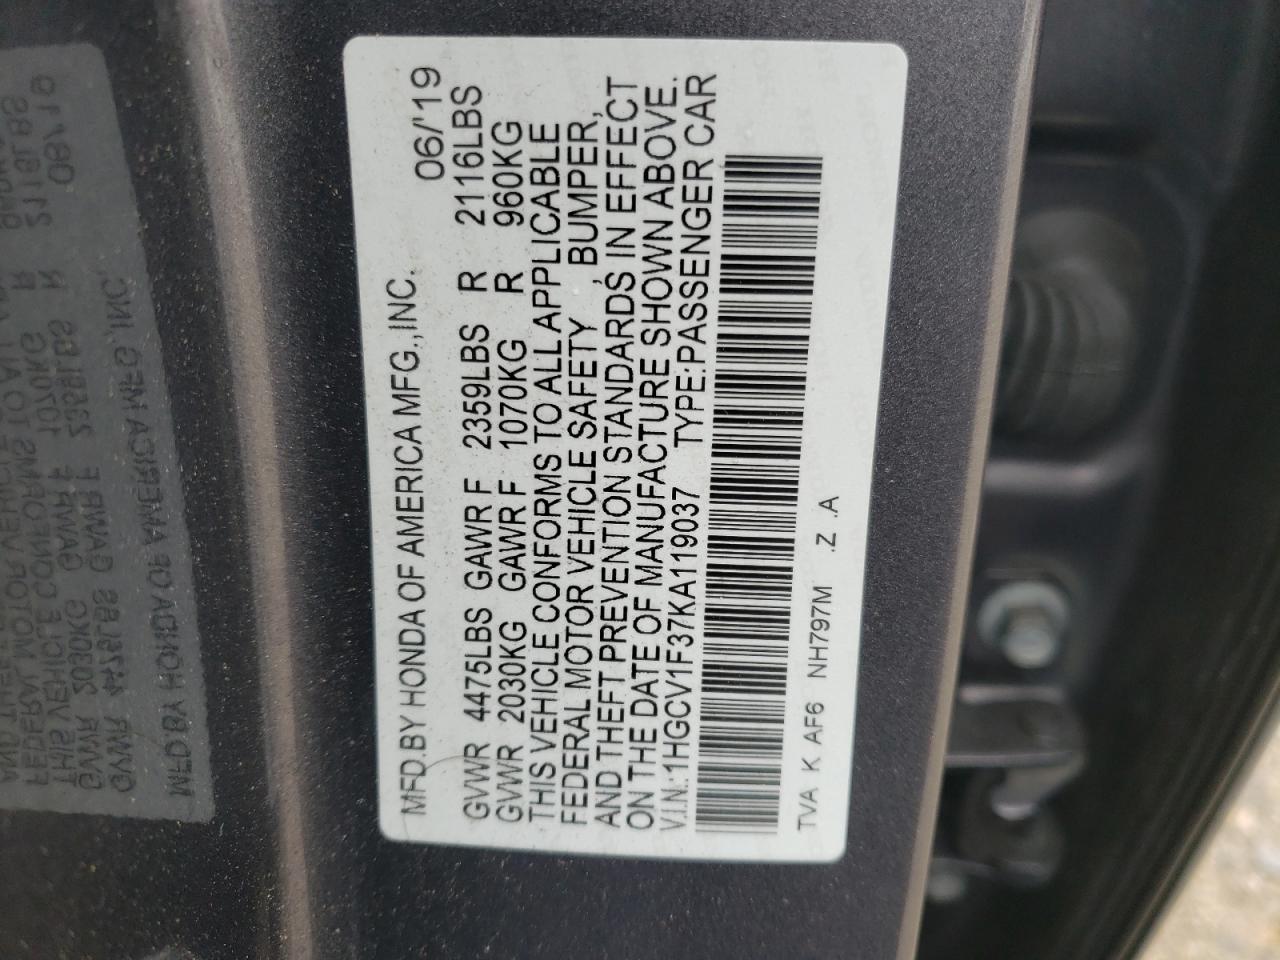 MFD.BY HONDA OF AMERICA MFG.,INC. 06/'19
GVWR 4475LBS GAWR F 2359LBS R 2116LBS
GVWR 2030KG GAWR F 1070KG R 960KG
THIS VEHICLE CONFORMS TO ALL APPLICABLE
FEDERAL MOTOR VEHICLE SAFETY , BUMPER,
AND THEFT PREVENTION STANDARDS IN EFFECT
ON THE DATE OF MANUFACTURE SHOWN ABOVE.
V.I.N.:1HGCV1F37KA119037 TYPE:PASSENGER CAR
TVA K AF6 NH797M .Z .A